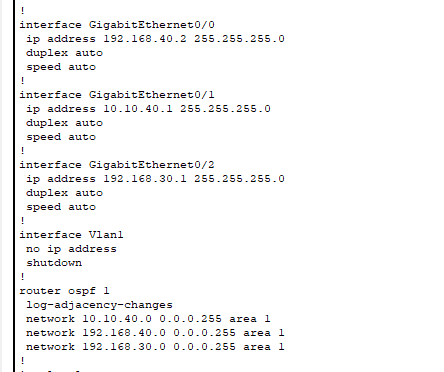 !
interface GigabitEthernet0/0
 ip address 192.168.40.2 255.255.255.0
 duplex auto
 speed auto
!
interface GigabitEthernet0/1
 ip address 10.10.40.1 255.255.255.0
 duplex auto
 speed auto
!
interface GigabitEthernet0/2
 ip address 192.168.30.1 255.255.255.0
 duplex auto
 speed auto
!
interface Vlan1
 no ip address
 shutdown
!
router ospf 1
 log-adjacency-changes
 network 10.10.40.0 0.0.0.255 area 1
 network 192.168.40.0 0.0.0.255 area 1
 network 192.168.30.0 0.0.0.255 area 1
!